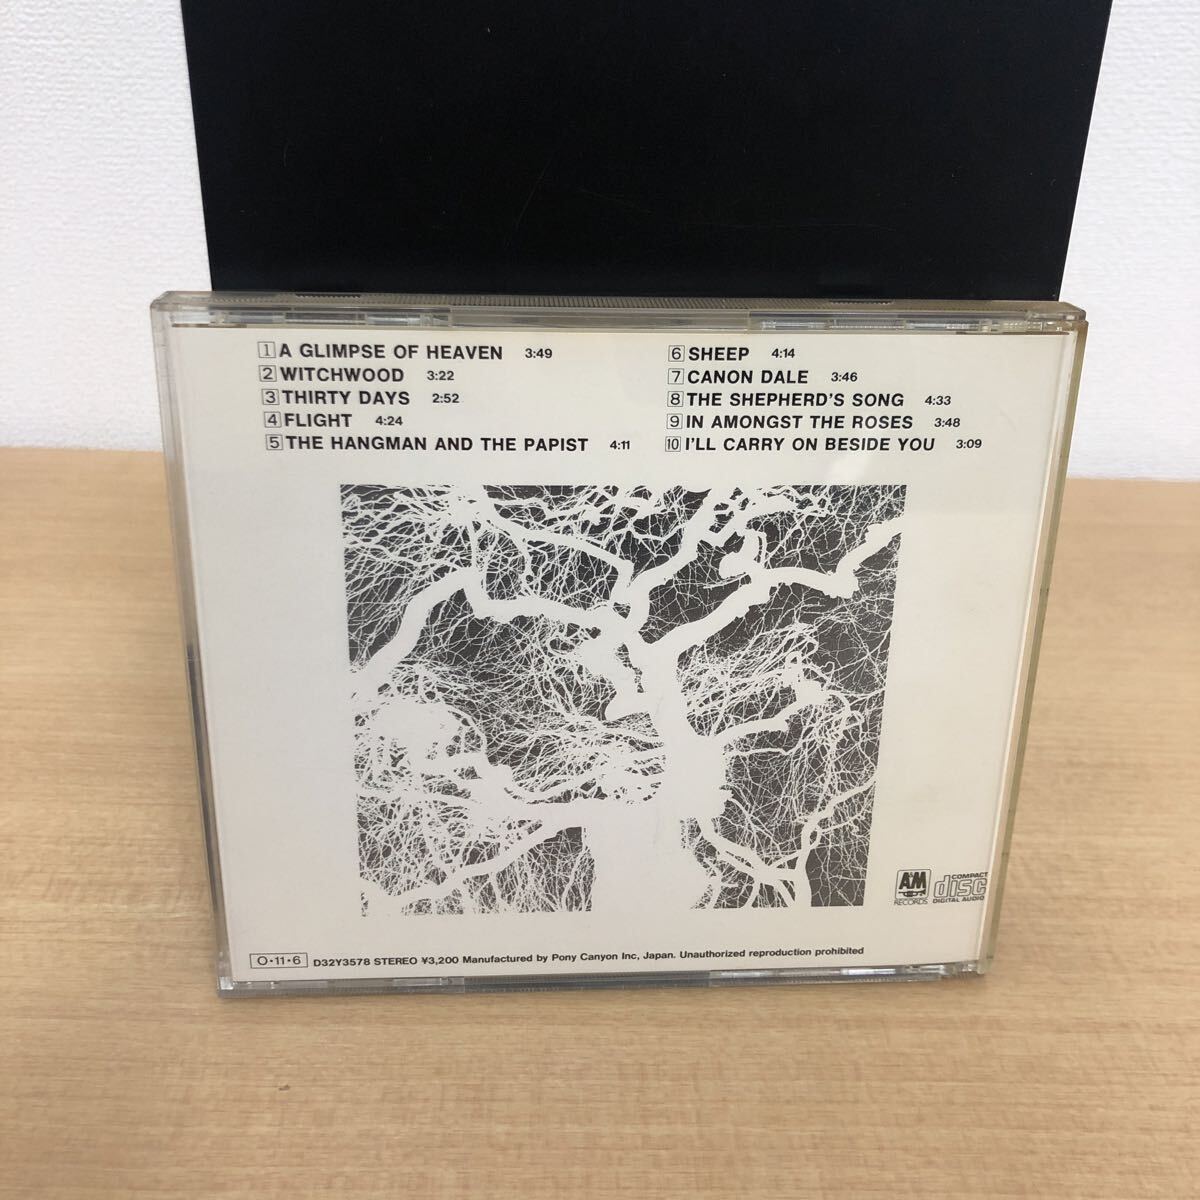 1 A GLIMPSE OF HEAVEN 3:49
2 WITCHWOOD 3:22
3 THIRTY DAYS 2:52
4 FLIGHT 4:24
5 THE HANGMAN AND THE PAPIST 4:11
6 SHEEP 4:14
7 CANON DALE 3:46
8 THE SHEPHERD'S SONG 4:33
9 IN AMONGST THE ROSES 3:48
10 I'LL CARRY ON BESIDE YOU 3:09
A&M
RECORDS
COMPACT
disc
DIGITAL AUDIO
O•11•6 D32Y3578 STEREO ¥3,200 Manufactured by Pony Canyon Inc, Japan. Unauthorized reproduction prohibited